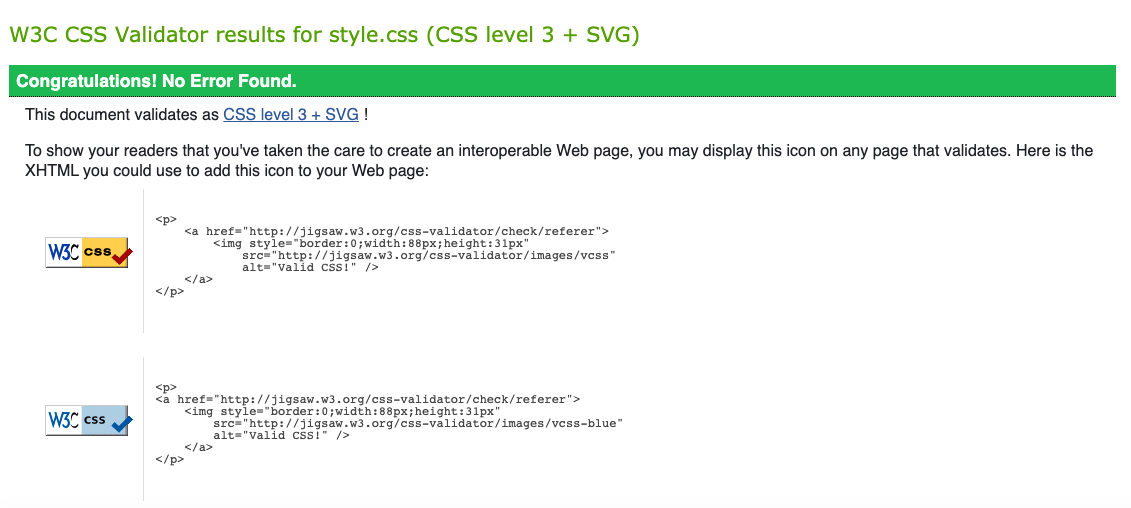 W3C CSS Validator results for style.css (CSS level 3 + SVG)
Congratulations! No Error Found.
This document validates as CSS level 3 + SVG !
To show your readers that you've taken the care to create an interoperable Web page, you may display this icon on any page that validates. Here is the
XHTML you could use to add this icon to your Web page:
W3C css
<p>
    <a href="http://jigsaw.w3.org/css-validator/check/referer">
        <img style="border:0;width:88px;height:31px"
            src="http://jigsaw.w3.org/css-validator/images/vcss"
            alt="Valid CSS!" />
    </a>
</p>
W3C css
<p>
<a href="http://jigsaw.w3.org/css-validator/check/referer">
    <img style="border:0;width:88px;height:31px"
        src="http://jigsaw.w3.org/css-validator/images/vcss-blue"
        alt="Valid CSS!" />
    </a>
</p>